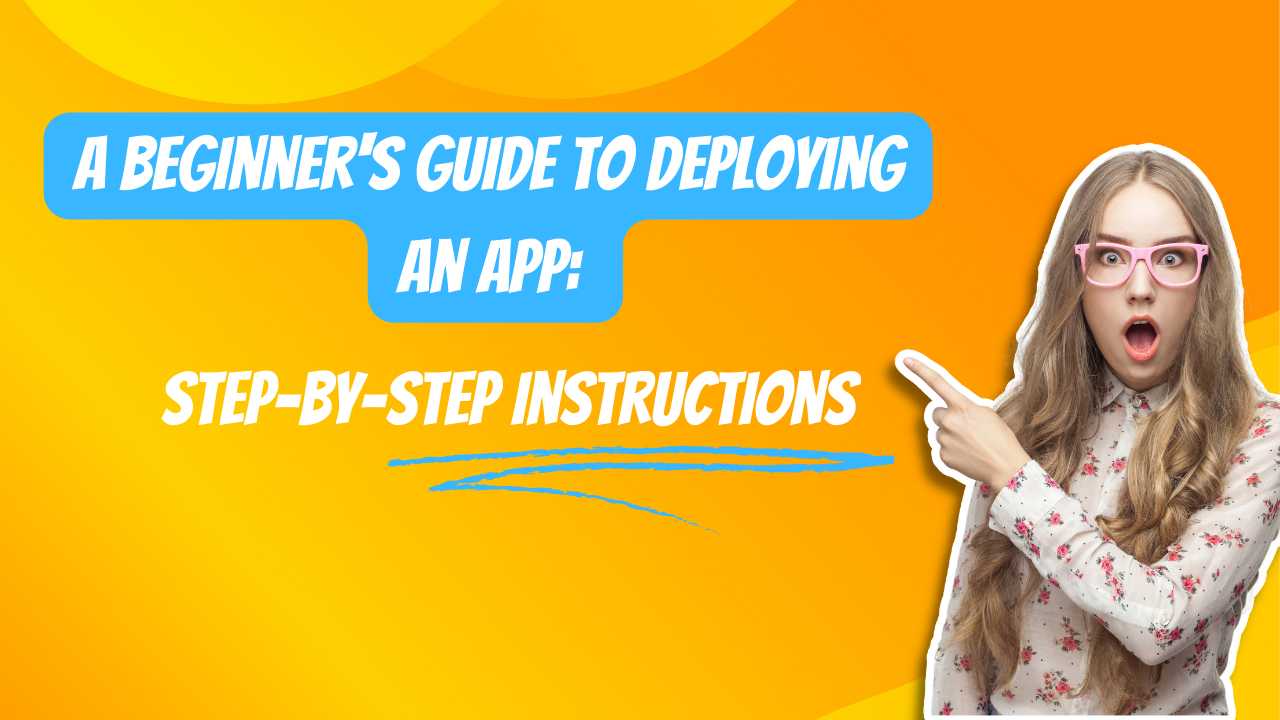 A BEGINNER'S GUIDE TO DEPLOYING
AN APP:
STEP-BY-STEP INSTRUCTIONS